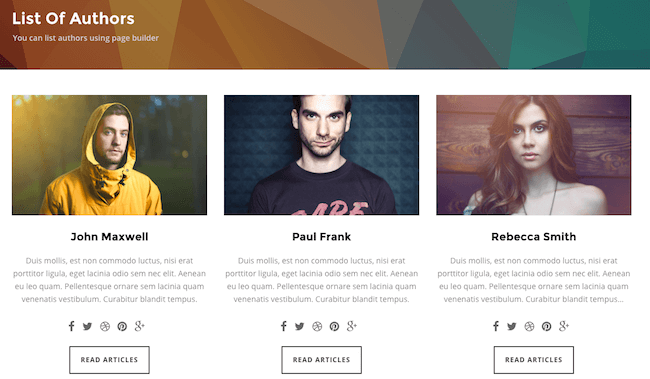 List Of Authors
You can list authors using page builder
John Maxwell
Duis mollis, est non commodo luctus, nisi erat
porttitor ligula, eget lacinia odio sem nec elit. Aenean
eu leo quam. Pellentesque ornare sem lacinia quam
venenatis vestibulum. Curabitur blandit tempus.
READ ARTICLES
Paul Frank
Duis mollis, est non commodo luctus, nisi erat
porttitor ligula, eget lacinia odio sem nec elit. Aenean
eu leo quam. Pellentesque ornare sem lacinia quam
venenatis vestibulum. Curabitur blandit tempus.
READ ARTICLES
Rebecca Smith
Duis mollis, est non commodo luctus, nisi erat
porttitor ligula, eget lacinia odio sem nec elit. Aenean
eu leo quam. Pellentesque ornare sem lacinia quam
venenatis vestibulum. Curabitur blandit tempus...
READ ARTICLES